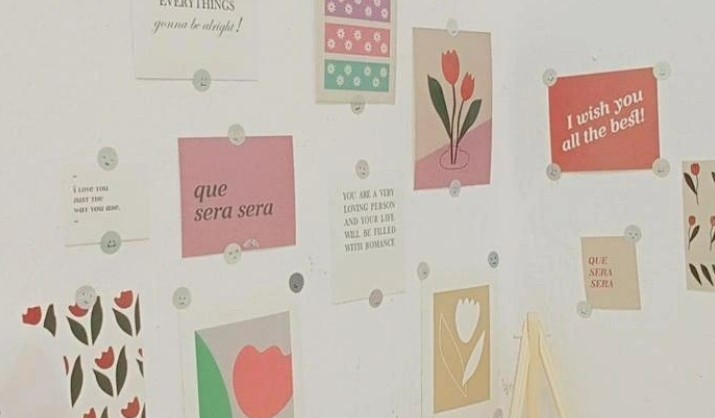 EVERYTHINGS
gonna be alright!
I wish you
all the best!
I LOVE YOU
JUST THE
WAY YOU ARE.
que
sera sera
YOU ARE A VERY
LOVING PERSON
AND YOUR LIFE
WILL BE FILLED
WITH ROMANCE
QUE
SERA
SERA